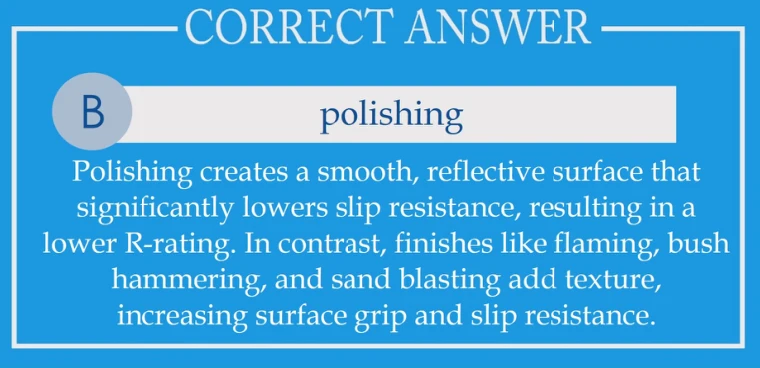 CORRECT ANSWER
B
polishing
Polishing creates a smooth, reflective surface that
significantly lowers slip resistance, resulting in a
lower R-rating. In contrast, finishes like flaming, bush
hammering, and sand blasting add texture,
increasing surface grip and slip resistance.